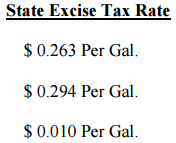 State Excise Tax Rate
$ 0.263 Per Gal.
$ 0.294 Per Gal.
$ 0.010 Per Gal.